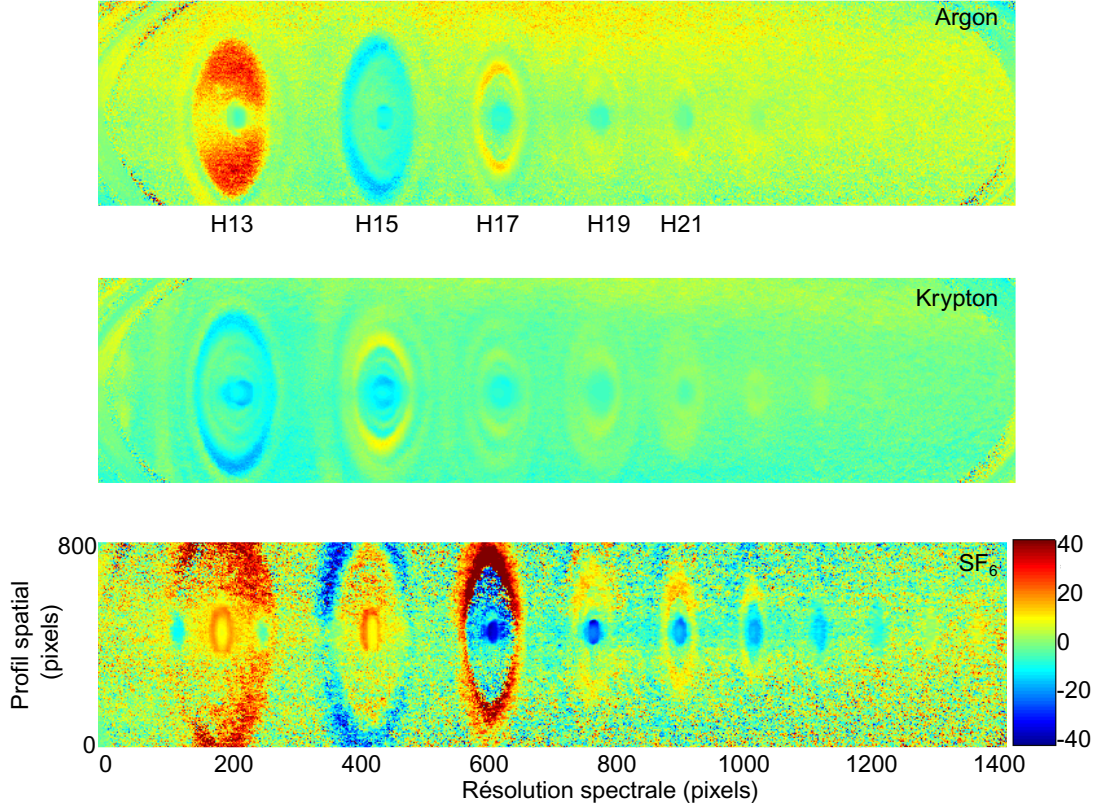 Argon
H13 H15 H17 H19 H21
Krypton
SF6
800
0
Profil spatial
(pixels)
40
20
0
-20
-40
0 200 400 600 800 1000 1200 1400
Résolution spectrale (pixels)